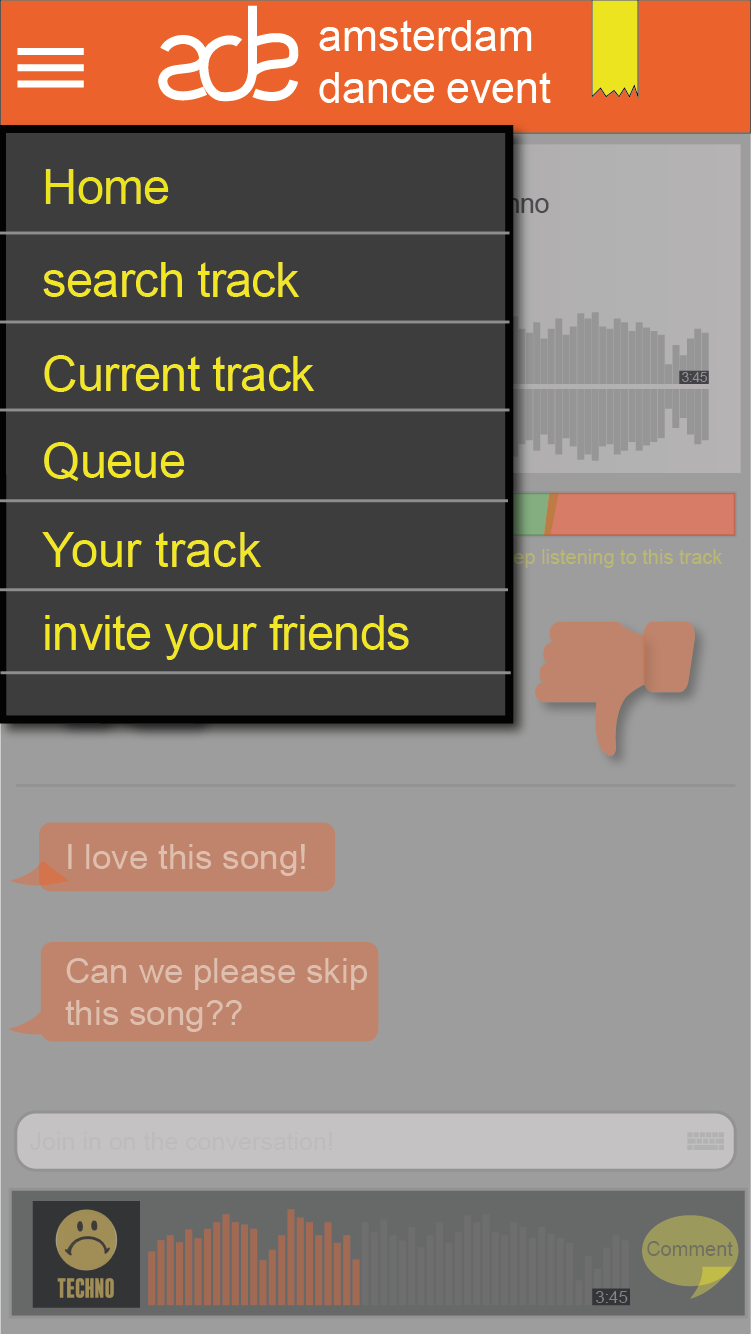 ade
amsterdam
dance event
Home
search track
Current track
Queue
Your track
invite your friends
3:45
listening to this track
I love this song!
Can we please skip
this song??
Join in on the conversation!
TECHNO
3:45
Comment